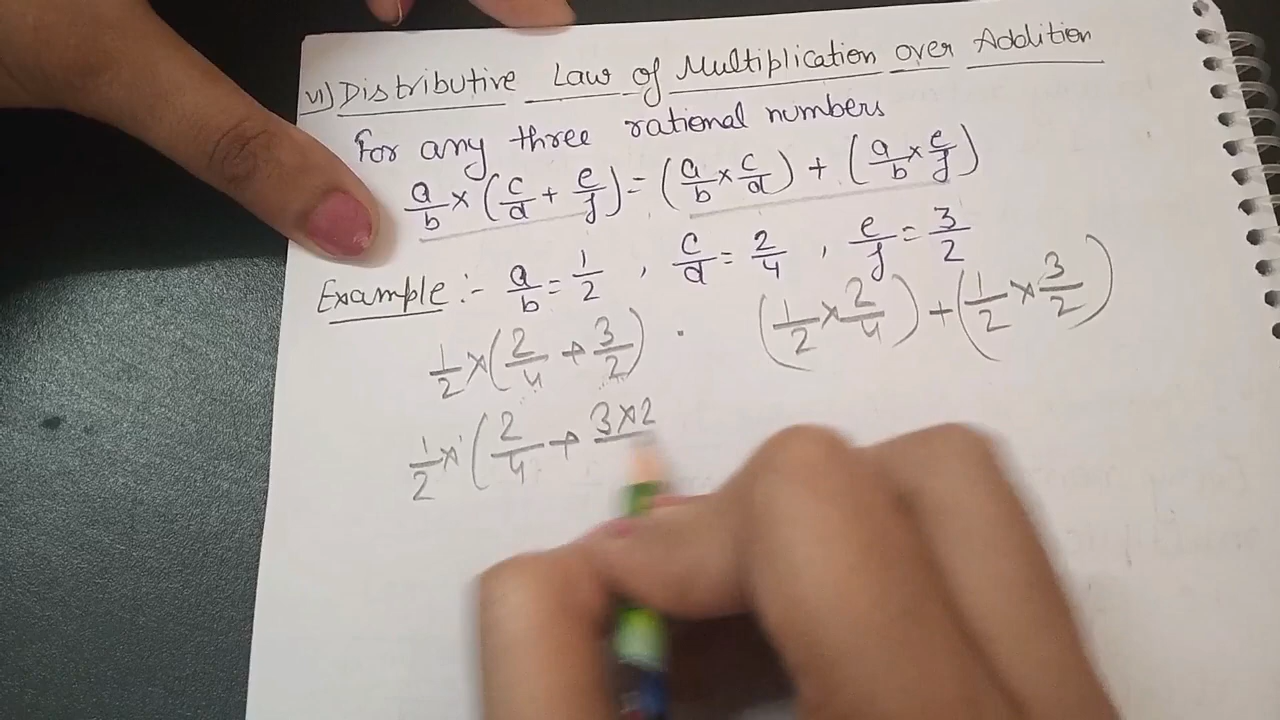 vi) Distributive Law of Multiplication over Addition
For any three rational numbers
a/b × (c/d + e/f) = (a/b × c/d) + (a/b × e/f)
Example :- a/b = 1/2 , c/d = 2/4 , e/f = 3/2
1/2 × (2/4 + 3/2) . (1/2 × 2/4) + (1/2 × 3/2)
1/2 × (2/4 + 3×2